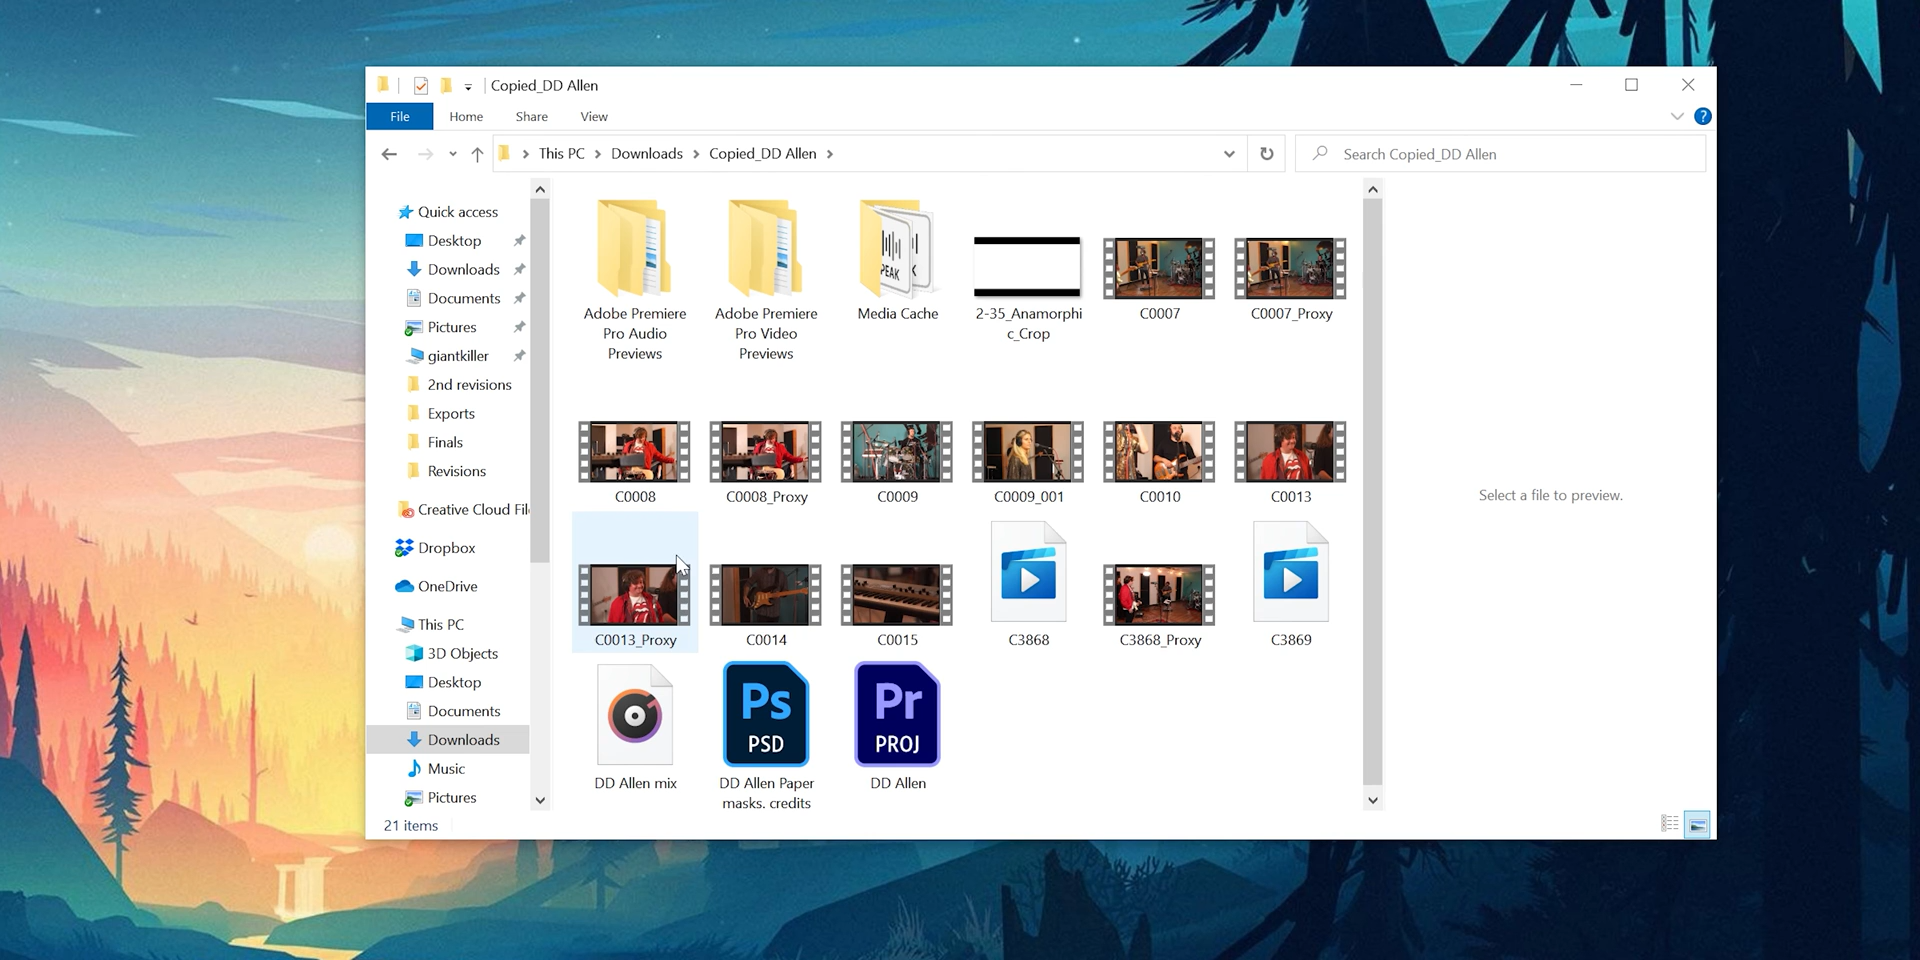 Copied_DD Allen
File
Home
Share
View
?
This PC
Downloads
Copied_DD Allen
Search Copied_DD Allen
Quick access
Desktop
Downloads
Documents
Pictures
giantkiller
2nd revisions
Exports
Finals
Revisions
Creative Cloud Fil
Dropbox
OneDrive
This PC
3D Objects
Desktop
Documents
Downloads
Music
Pictures
PEAK
K
Adobe Premiere
Pro Audio
Previews
Adobe Premiere
Pro Video
Previews
Media Cache
2-35_Anamorphi
c_Crop
C0007
C0007_Proxy
C0008
C0008_Proxy
C0009
C0009_001
C0010
C0013
C0013_Proxy
C0014
C0015
C3868
C3868_Proxy
C3869
DD Allen mix
Ps
PSD
DD Allen Paper
masks. credits
Pr
PROJ
DD Allen
Select a file to preview.
21 items